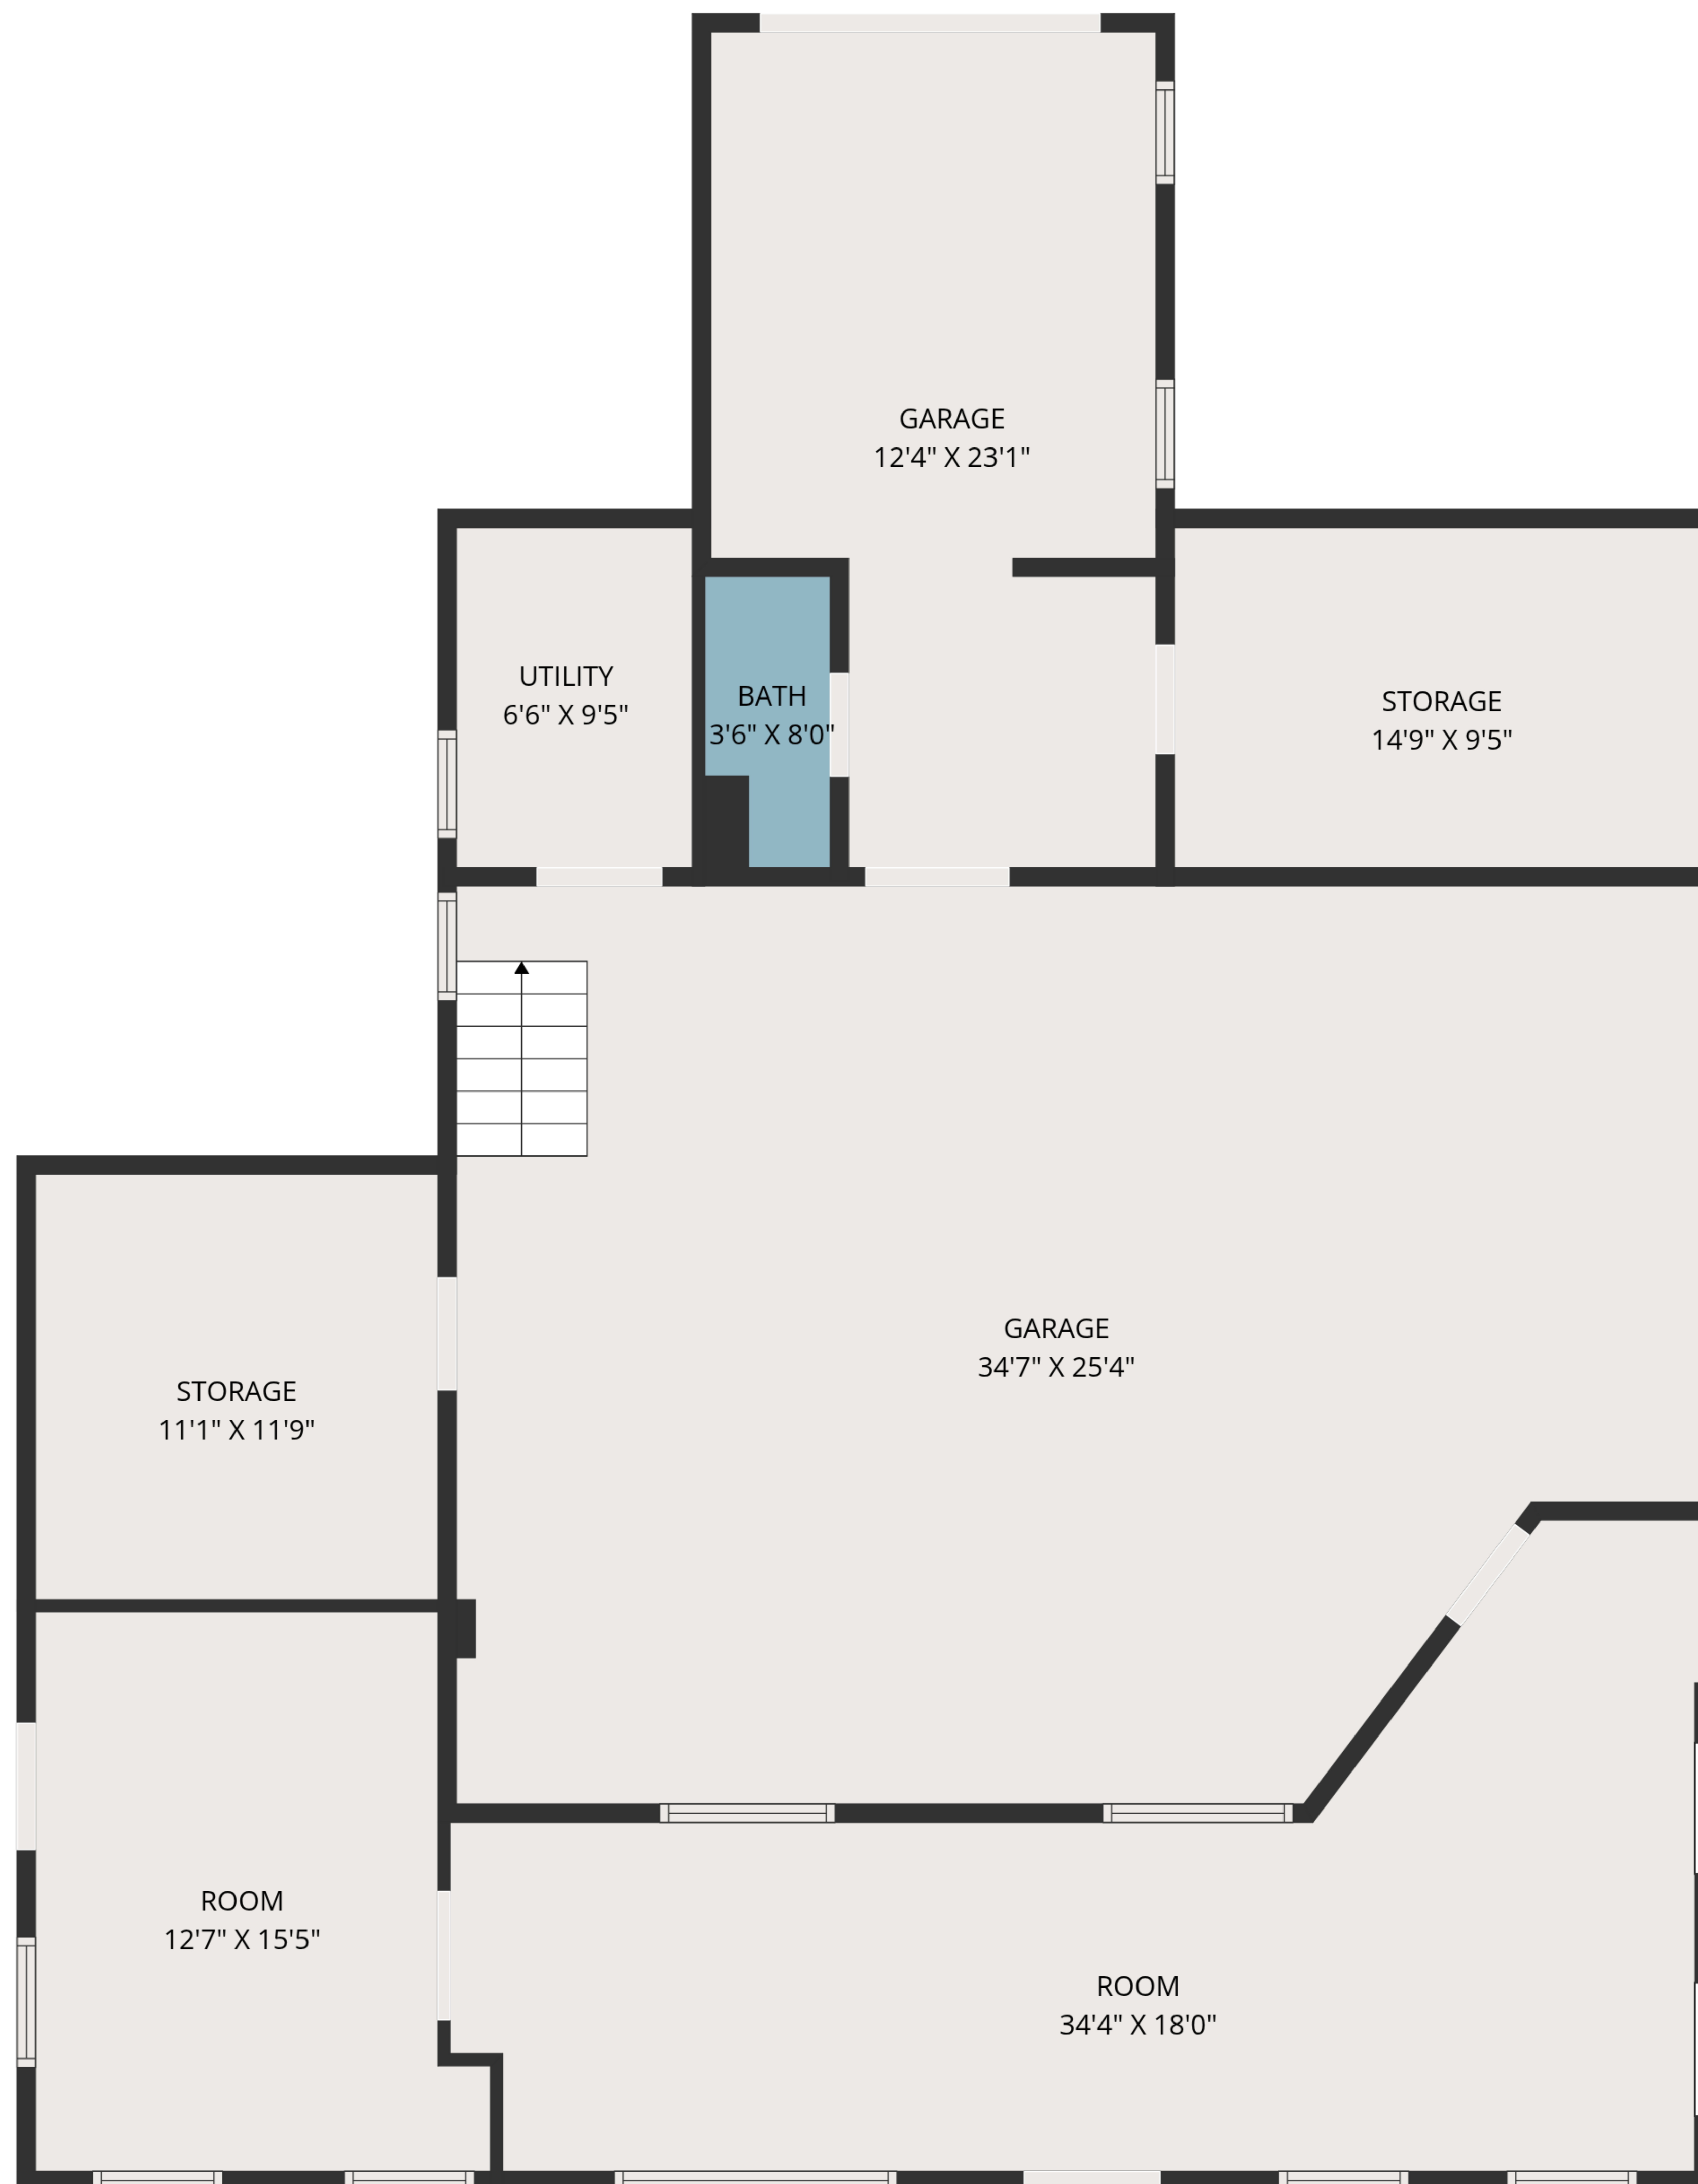 GARAGE
12'4" X 23'1"
UTILITY
6'6" X 9'5"
BATH
3'6" X 8'0"
STORAGE
14'9" X 9'5"
GARAGE
34'7" X 25'4"
STORAGE
11'1" X 11'9"
ROOM
12'7" X 15'5"
ROOM
34'4" X 18'0"